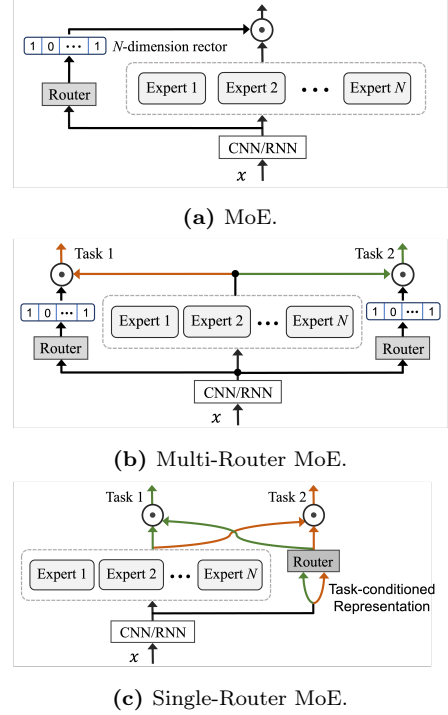 1 0 ··· 1 N-dimension rector
Router
Expert 1 Expert 2 ··· Expert N
CNN/RNN
x
(a) MoE.
Task 1 Task 2
1 0 ··· 1
1 0 ··· 1
Expert 1 Expert 2 ··· Expert N
Router Router
CNN/RNN
x
(b) Multi-Router MoE.
Task 1 Task 2
Expert 1 Expert 2 ··· Expert N
Router
Task-conditioned
Representation
CNN/RNN
x
(c) Single-Router MoE.